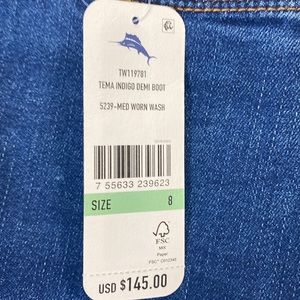 TW119781
TEMA INDIGO DEMI BOOT
5239-MED WORN WASH
7 55633 239623
SIZE 8
FSC
MIX
Paper
USD $145.00